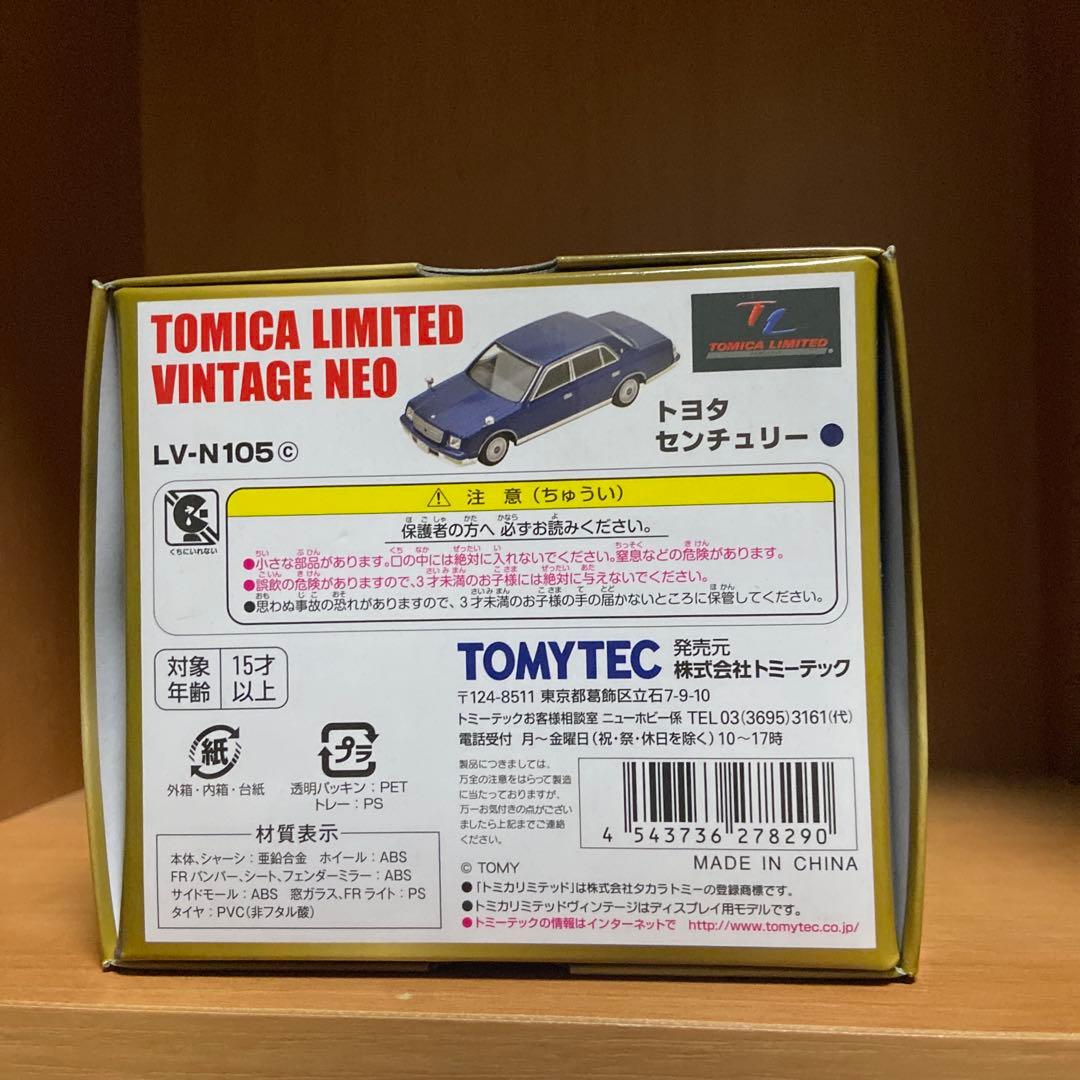 TOMICA LIMITED
VINTAGE NEO
LV-N105ⓒ
TL
TOMICA LIMITED
トヨタ
センチュリー
くちにいれない
注意(ちゅうい)
保護者の方へ 必ずお読みください。
●小さな部品があります。口の中には絶対に入れないでください。窒息などの危険があります。
●誤飲の危険がありますので、3才未満のお子様には絶対に与えないでください。
●思わぬ事故の恐れがありますので、3才未満のお子様の手の届かないところに保管してください。
対象年齢
15才以上
TOMYTEC
発売元
株式会社トミーテック
〒124-8511 東京都葛飾区立石7-9-10
トミーテックお客様相談室 ニューホビー係 TEL 03(3695)3161(代)
電話受付 月~金曜日(祝・祭・休日を除く)10~17時
紙
外箱・内箱・台紙
プラ
透明パッキン:PET
トレー:PS
材質表示
本体、シャーシ:亜鉛合金 ホイール:ABS
FRバンパー、シート、フェンダーミラー:ABS
サイドモール:ABS 窓ガラス、FRライト:PS
タイヤ:PVC(非フタル酸)
製品につきましては、
万全の注意をはらって製造
に当たっておりますが、
万一お気付きの点がござい
ましたら上記までご連絡
ください。
4 543736 278290
© TOMY
MADE IN CHINA
●「トミカリミテッド」は株式会社タカラトミーの登録商標です。
●トミカリミテッドヴィンテージはディスプレイ用モデルです。
●トミーテックの情報はインターネットで http://www.tomytec.co.jp/